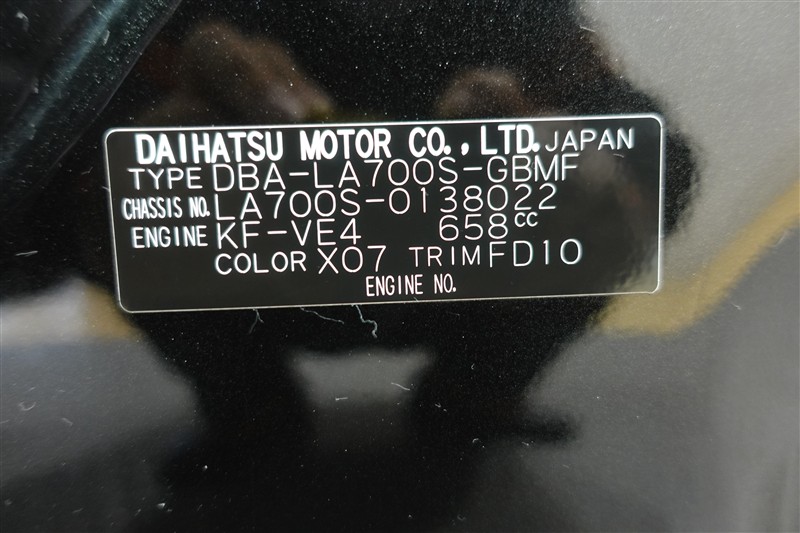 DAIHATSU MOTOR CO., LTD. JAPAN
TYPE DBA-LA700S-GBMF
CHASSIS NO. LA700S-0138022
ENGINE KF-VE4 658cc
COLOR X07 TRIM FD10
ENGINE NO.